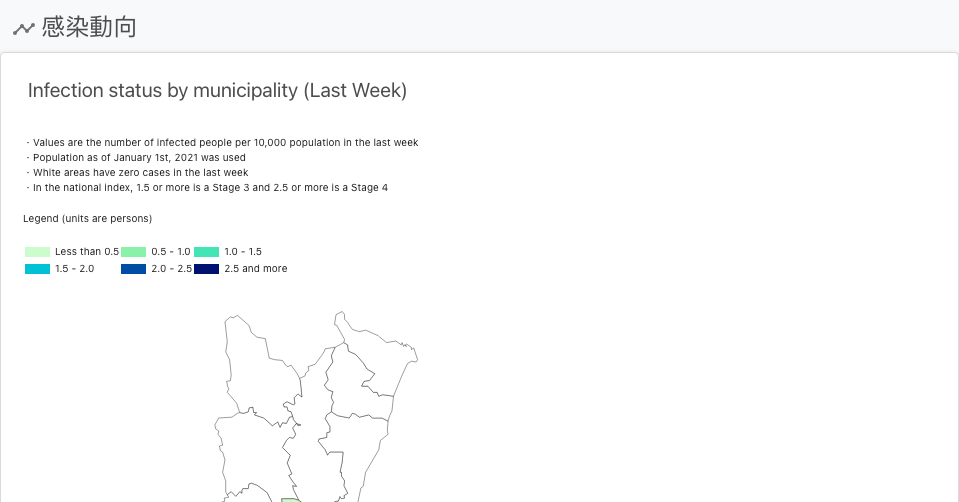 感染動向
Infection status by municipality (Last Week)
· Values are the number of infected people per 10,000 population in the last week
· Population as of January 1st, 2021 was used
· White areas have zero cases in the last week
· In the national index, 1.5 or more is a Stage 3 and 2.5 or more is a Stage 4
Legend (units are persons)
Less than 0.5 0.5 - 1.0 1.0 - 1.5
1.5 - 2.0 2.0 - 2.5 2.5 and more